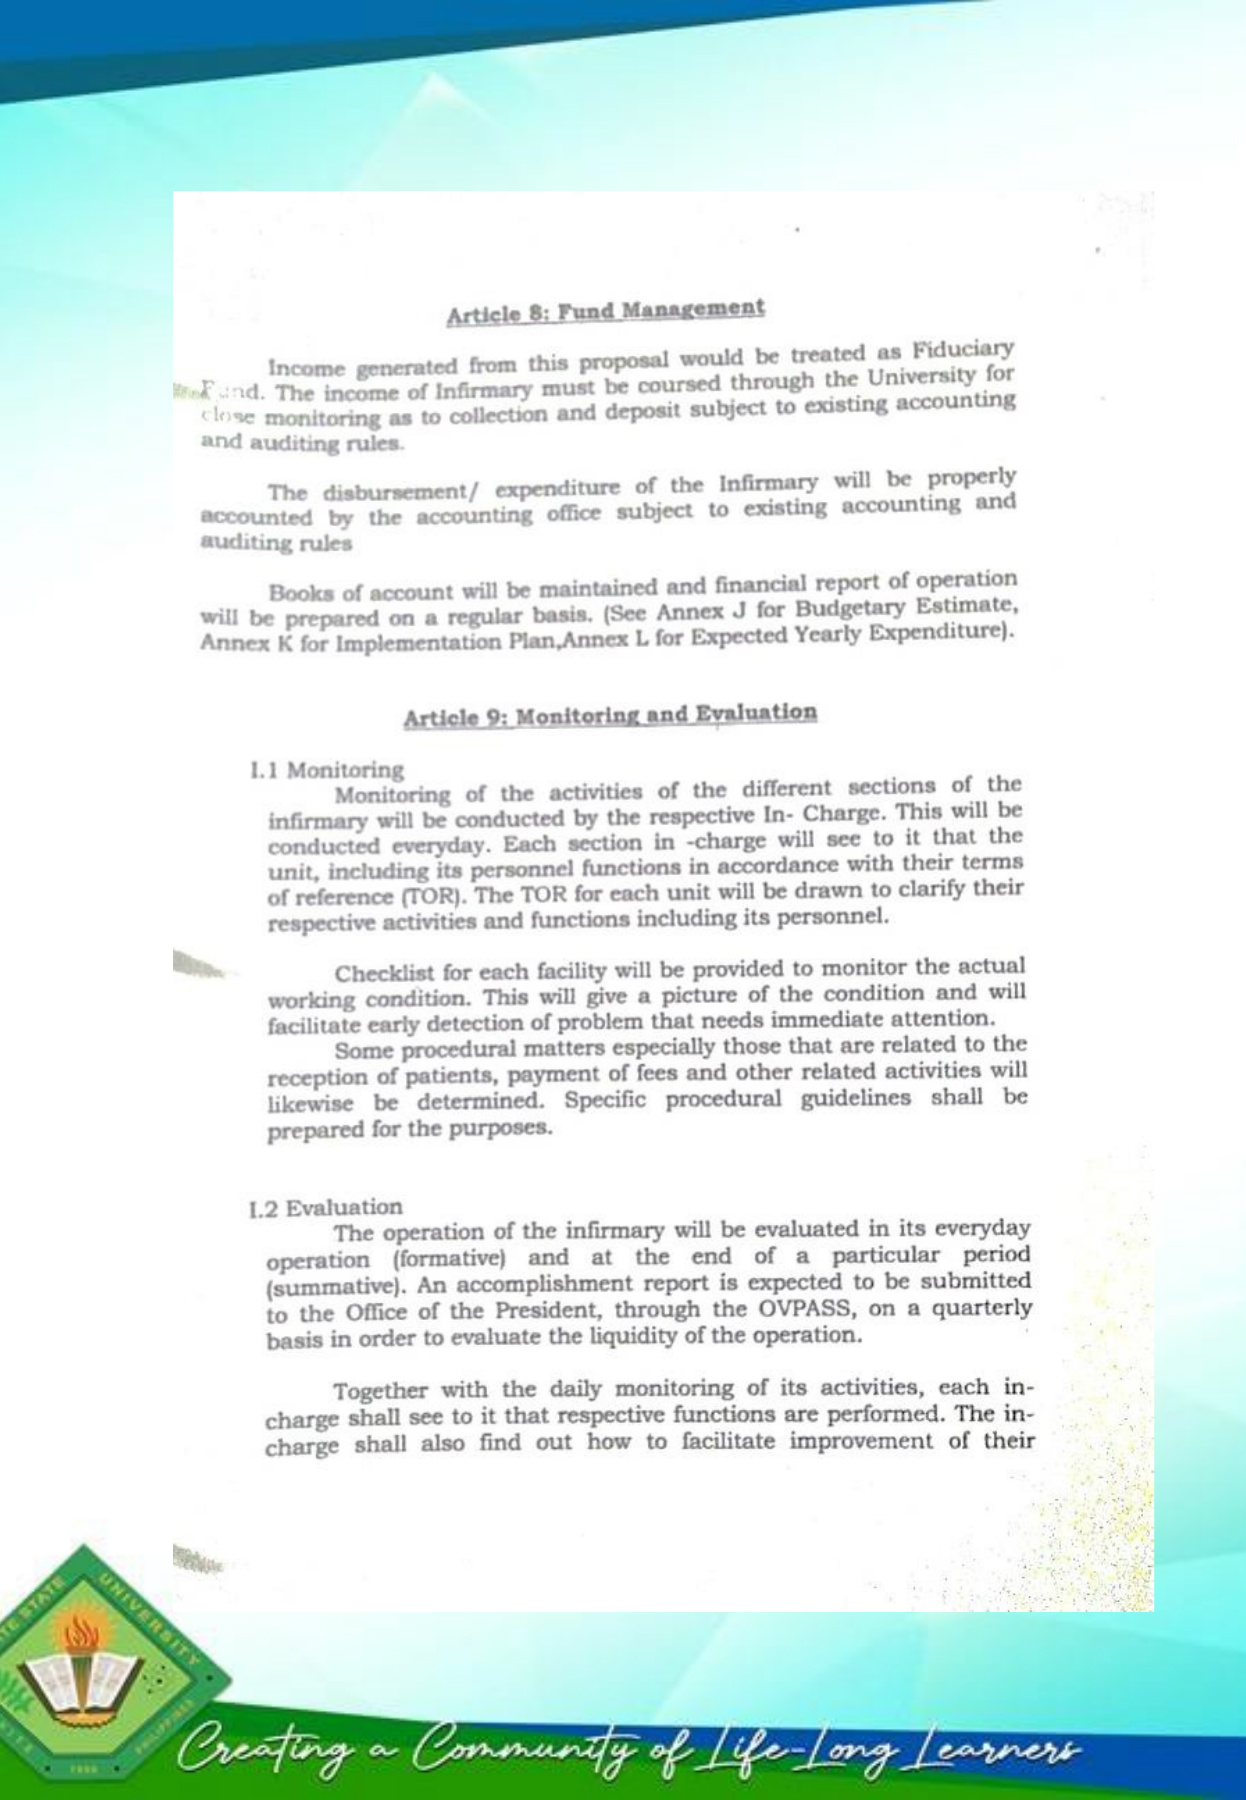 Article 8: Fund Management
Income generated from this proposal would be treated as Fiduciary
Fund. The income of Infirmary must be coursed through the University for
close monitoring as to collection and deposit subject to existing accounting
and auditing rules.
The disbursement/ expenditure of the Infirmary will be properly
accounted by the accounting office subject to existing accounting and
auditing rules
Books of account will be maintained and financial report of operation
will be prepared on a regular basis. (See Annex J for Budgetary Estimate,
Annex K for Implementation Plan,Annex L for Expected Yearly Expenditure).
Article 9: Monitoring and Evaluation
I.1 Monitoring
Monitoring of the activities of the different sections of the
infirmary will be conducted by the respective In- Charge. This will be
conducted everyday. Each section in -charge will see to it that the
unit, including its personnel functions in accordance with their terms
of reference (TOR). The TOR for each unit will be drawn to clarify their
respective activities and functions including its personnel.
Checklist for each facility will be provided to monitor the actual
working condition. This will give a picture of the condition and will
facilitate early detection of problem that needs immediate attention.
Some procedural matters especially those that are related to the
reception of patients, payment of fees and other related activities will
likewise be determined. Specific procedural guidelines shall be
prepared for the purposes.
I.2 Evaluation
The operation of the infirmary will be evaluated in its everyday
operation (formative) and at the end of a particular period
(summative). An accomplishment report is expected to be submitted
to the Office of the President, through the OVPASS, on a quarterly
basis in order to evaluate the liquidity of the operation.
Together with the daily monitoring of its activities, each in-
charge shall see to it that respective functions are performed. The in-
charge shall also find out how to facilitate improvement of their
STATE UNIVERSITY
PHILIPPINES
Creating a Community of Life-Long Learners